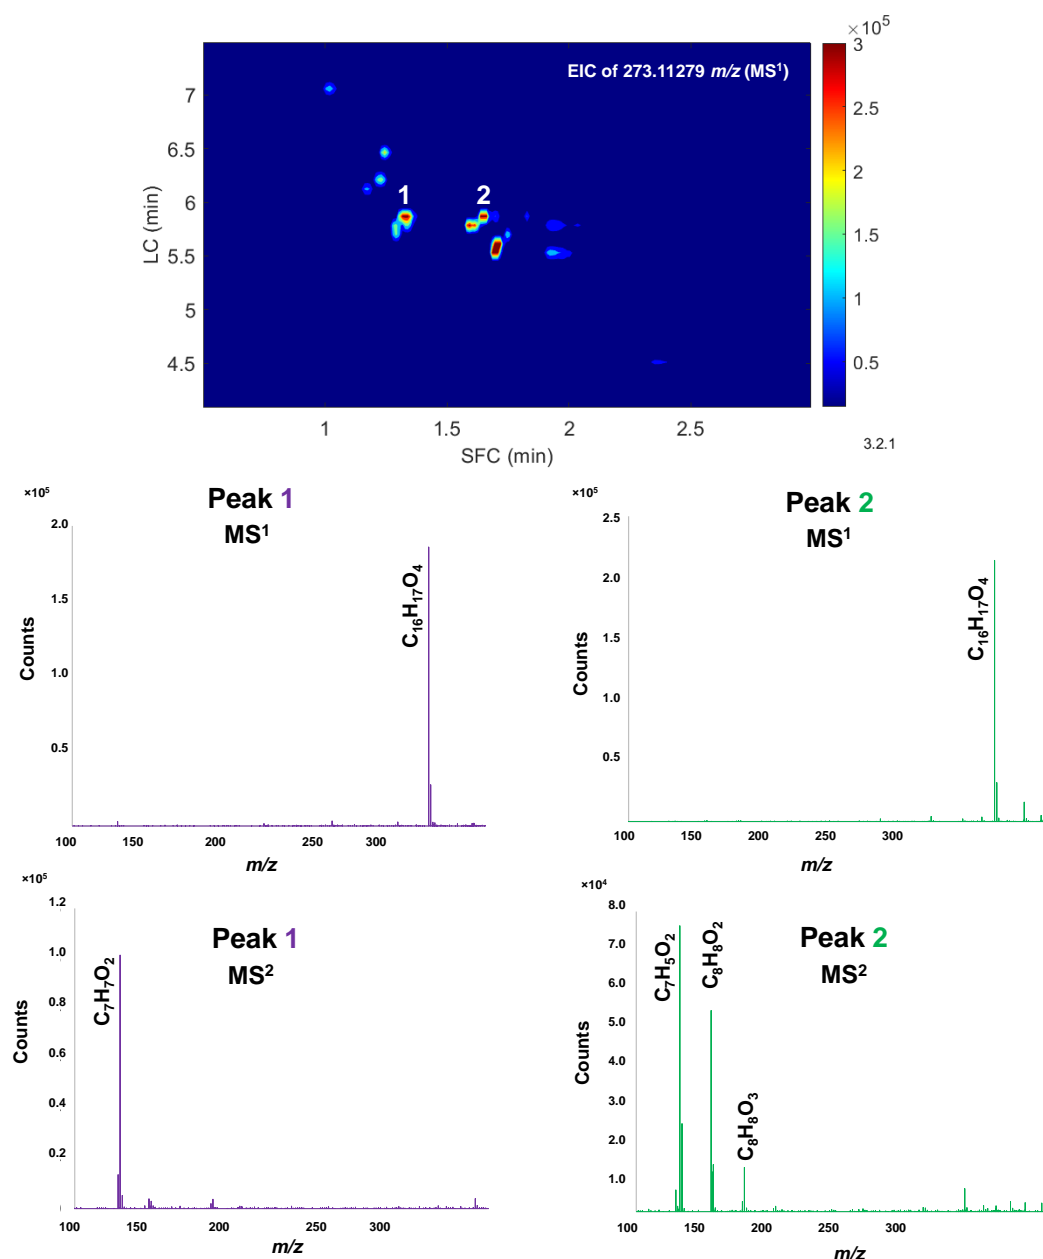 ×10⁵
EIC of 273.11279 m/z (MS¹)
3
2.5
2
1.5
1
0.5
7
6.5
6
5.5
5
4.5
LC (min)
1 2
1 1.5 2 2.5
SFC (min)
3.2.1
×10⁵
Peak 1
MS¹
2.0
1.5
1.0
0.5
Counts
C₁₆H₁₇O₄
100 150 200 250 300
m/z
×10⁵
Peak 2
MS¹
2.5
2.0
1.5
1.0
0.5
Counts
C₁₆H₁₇O₄
100 150 200 250 300
m/z
×10⁵
Peak 1
MS²
1.2
1.0
0.8
0.6
0.4
0.2
Counts
C₇H₇O₂
100 150 200 250 300
m/z
×10⁴
Peak 2
MS²
8.0
7.0
6.0
5.0
4.0
3.0
2.0
1.0
Counts
C₇H₅O₂
C₈H₈O₂
C₈H₈O₃
100 150 200 250 300
m/z